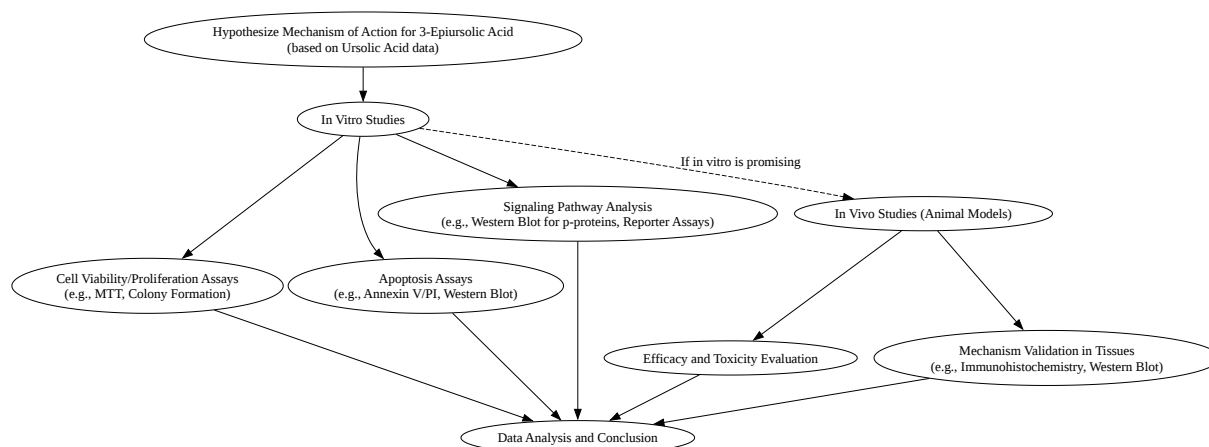 Hypothesize Mechanism of Action for 3-Epiursolic Acid
(based on Ursolic Acid data)
In Vitro Studies
If in vitro is promising
Signaling Pathway Analysis
(e.g., Western Blot for p-proteins, Reporter Assays)
In Vivo Studies (Animal Models)
Cell Viability/Proliferation Assays
(e.g., MTT, Colony Formation)
Apoptosis Assays
(e.g., Annexin V/PI, Western Blot)
Efficacy and Toxicity Evaluation
Mechanism Validation in Tissues
(e.g., Immunohistochemistry, Western Blot)
Data Analysis and Conclusion